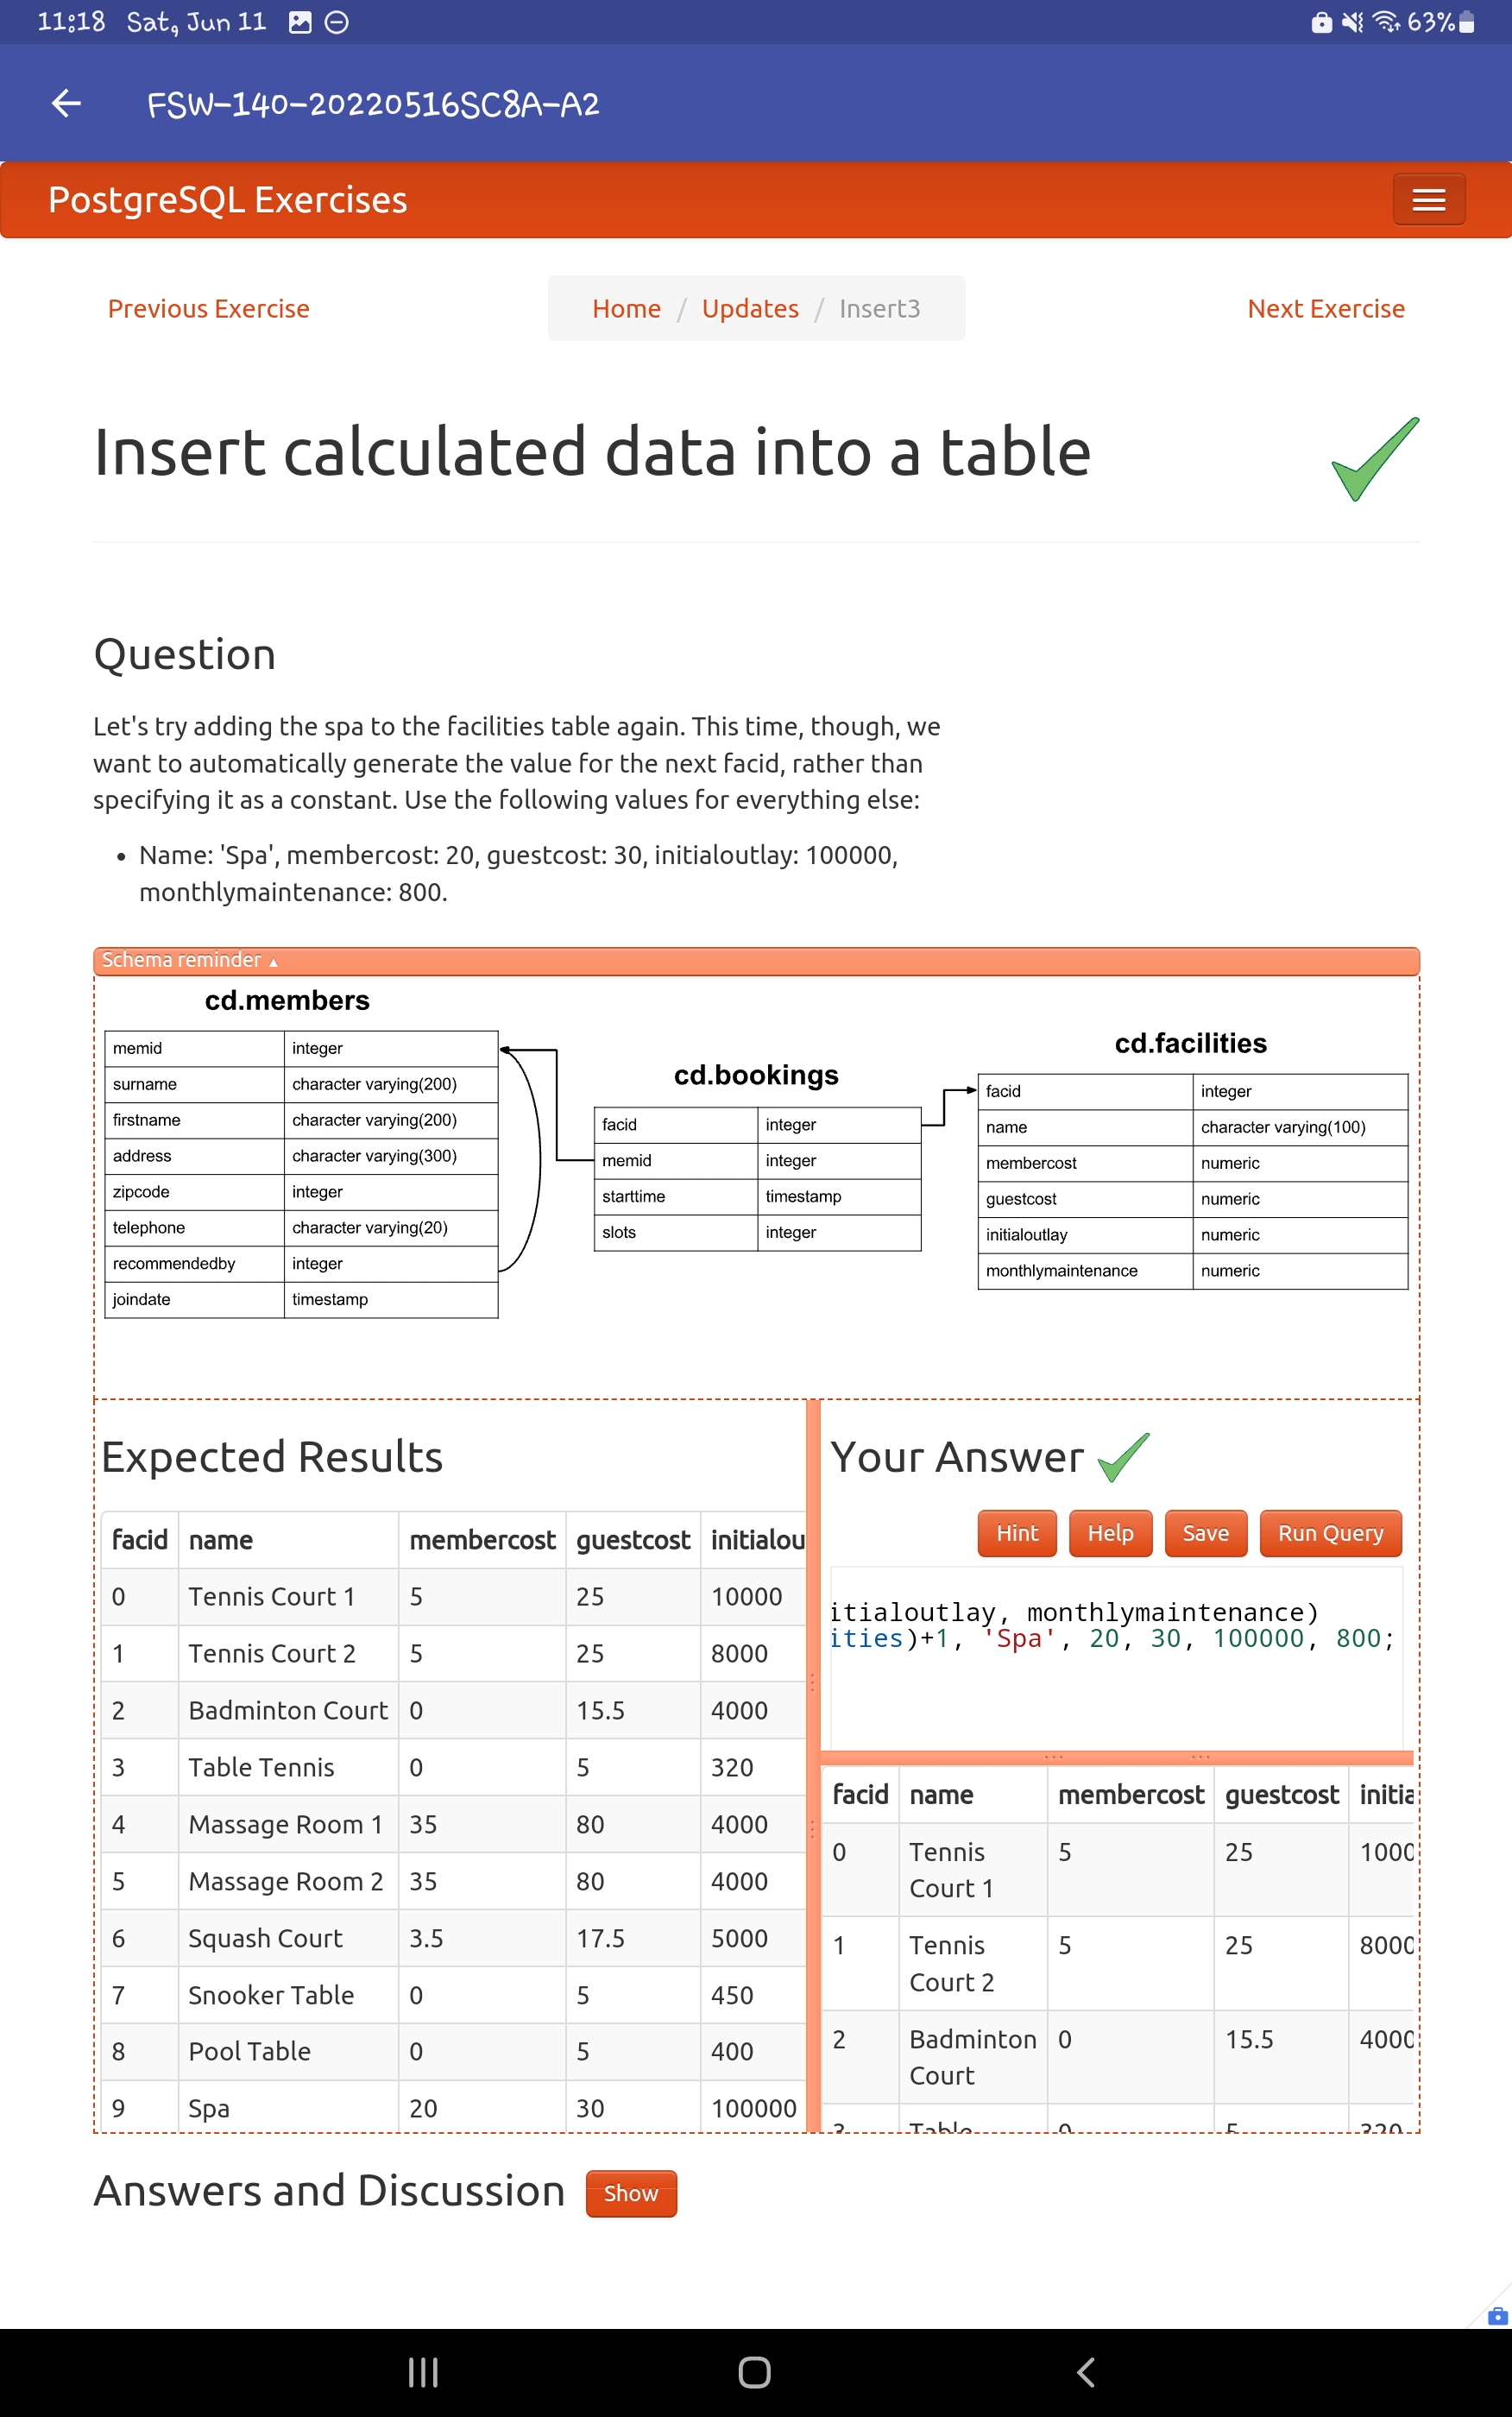 11:18 Sat, Jun 11
63%
FSW-140-20220516SC8A-A2
PostgreSQL Exercises
Previous Exercise
Home / Updates / Insert3
Next Exercise
Insert calculated data into a table
Question
Let's try adding the spa to the facilities table again. This time, though, we
want to automatically generate the value for the next facid, rather than
specifying it as a constant. Use the following values for everything else:
• Name: 'Spa', membercost: 20, guestcost: 30, initialoutlay: 100000,
monthlymaintenance: 800.
Schema reminder ▲
cd.members
memid integer
surname character varying(200)
firstname character varying(200)
address character varying(300)
zipcode integer
telephone character varying(20)
recommendedby integer
joindate timestamp
cd.bookings
facid integer
memid integer
starttime timestamp
slots integer
cd.facilities
facid integer
name character varying(100)
membercost numeric
guestcost numeric
initialoutlay numeric
monthlymaintenance numeric
Expected Results
facid name membercost guestcost initialou
0 Tennis Court 1 5 25 10000
1 Tennis Court 2 5 25 8000
2 Badminton Court 0 15.5 4000
3 Table Tennis 0 5 320
4 Massage Room 1 35 80 4000
5 Massage Room 2 35 80 4000
6 Squash Court 3.5 17.5 5000
7 Snooker Table 0 5 450
8 Pool Table 0 5 400
9 Spa 20 30 100000
Your Answer
Hint Help Save Run Query
itialoutlay, monthlymaintenance)
ities)+1, 'Spa', 20, 30, 100000, 800;
facid name membercost guestcost initia
0 Tennis 5 25 1000
Court 1
1 Tennis 5 25 8000
Court 2
2 Badminton 0 15.5 4000
Court
3 Table 0 5 320
Answers and Discussion Show